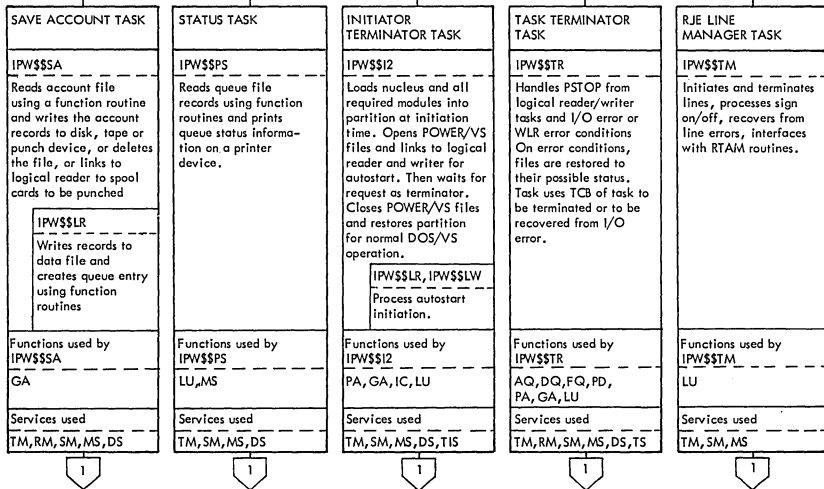 SAVE ACCOUNT TASK
IPW$$SA
Reads account file
using a function routine
and writes the account
records to disk, tape or
punch device, or deletes
the file, or links to
logical reader to spool
cards to be punched
IPW$$LR
Writes records to
data file and
creates queue entry
using function
routines
Functions used by
IPW$$SA
GA
Services used
TM,RM,SM,MS,DS
1
STATUS TASK
IPW$$PS
Reads queue file
records using function
routines and prints
queue status informa-
tion on a printer
device.
Functions used by
IPW$$PS
LU,MS
Services used
TM,SM,MS,DS
1
INITIATOR
TERMINATOR TASK
IPW$$I2
Loads nucleus and all
required modules into
partition at initiation
time. Opens POWER/VS
files and links to logical
reader and writer for
autostart. Then waits for
request as terminator.
Closes POWER/VS files
and restores partition
for normal DOS/VS
operation.
IPW$$LR, IPW$$LW
Process autostart
initiation.
Functions used by
IPW$$I2
PA, GA, IC, LU
Services used
TM,SM,MS,DS,TIS
1
TASK TERMINATOR
TASK
IPW$$TR
Handles PSTOP from
logical reader/writer
tasks and I/O error or
WLR error conditions
On error conditions,
files are restored to
their possible status.
Task uses TCB of task to
be terminated or to be
recovered from I/O
error.
Functions used by
IPW$$TR
AQ,DQ,FQ,PD,
PA,GA,LU
Services used
TM,RM,SM,MS,DS,TS
1
RJE LINE
MANAGER TASK
IPW$$TM
Initiates and terminates
lines, processes sign
on/off, recovers from
line errors, interfaces
with RTAM routines.
Functions used by
IPW$$TM
LU
Services used
TM,SM,MS
1